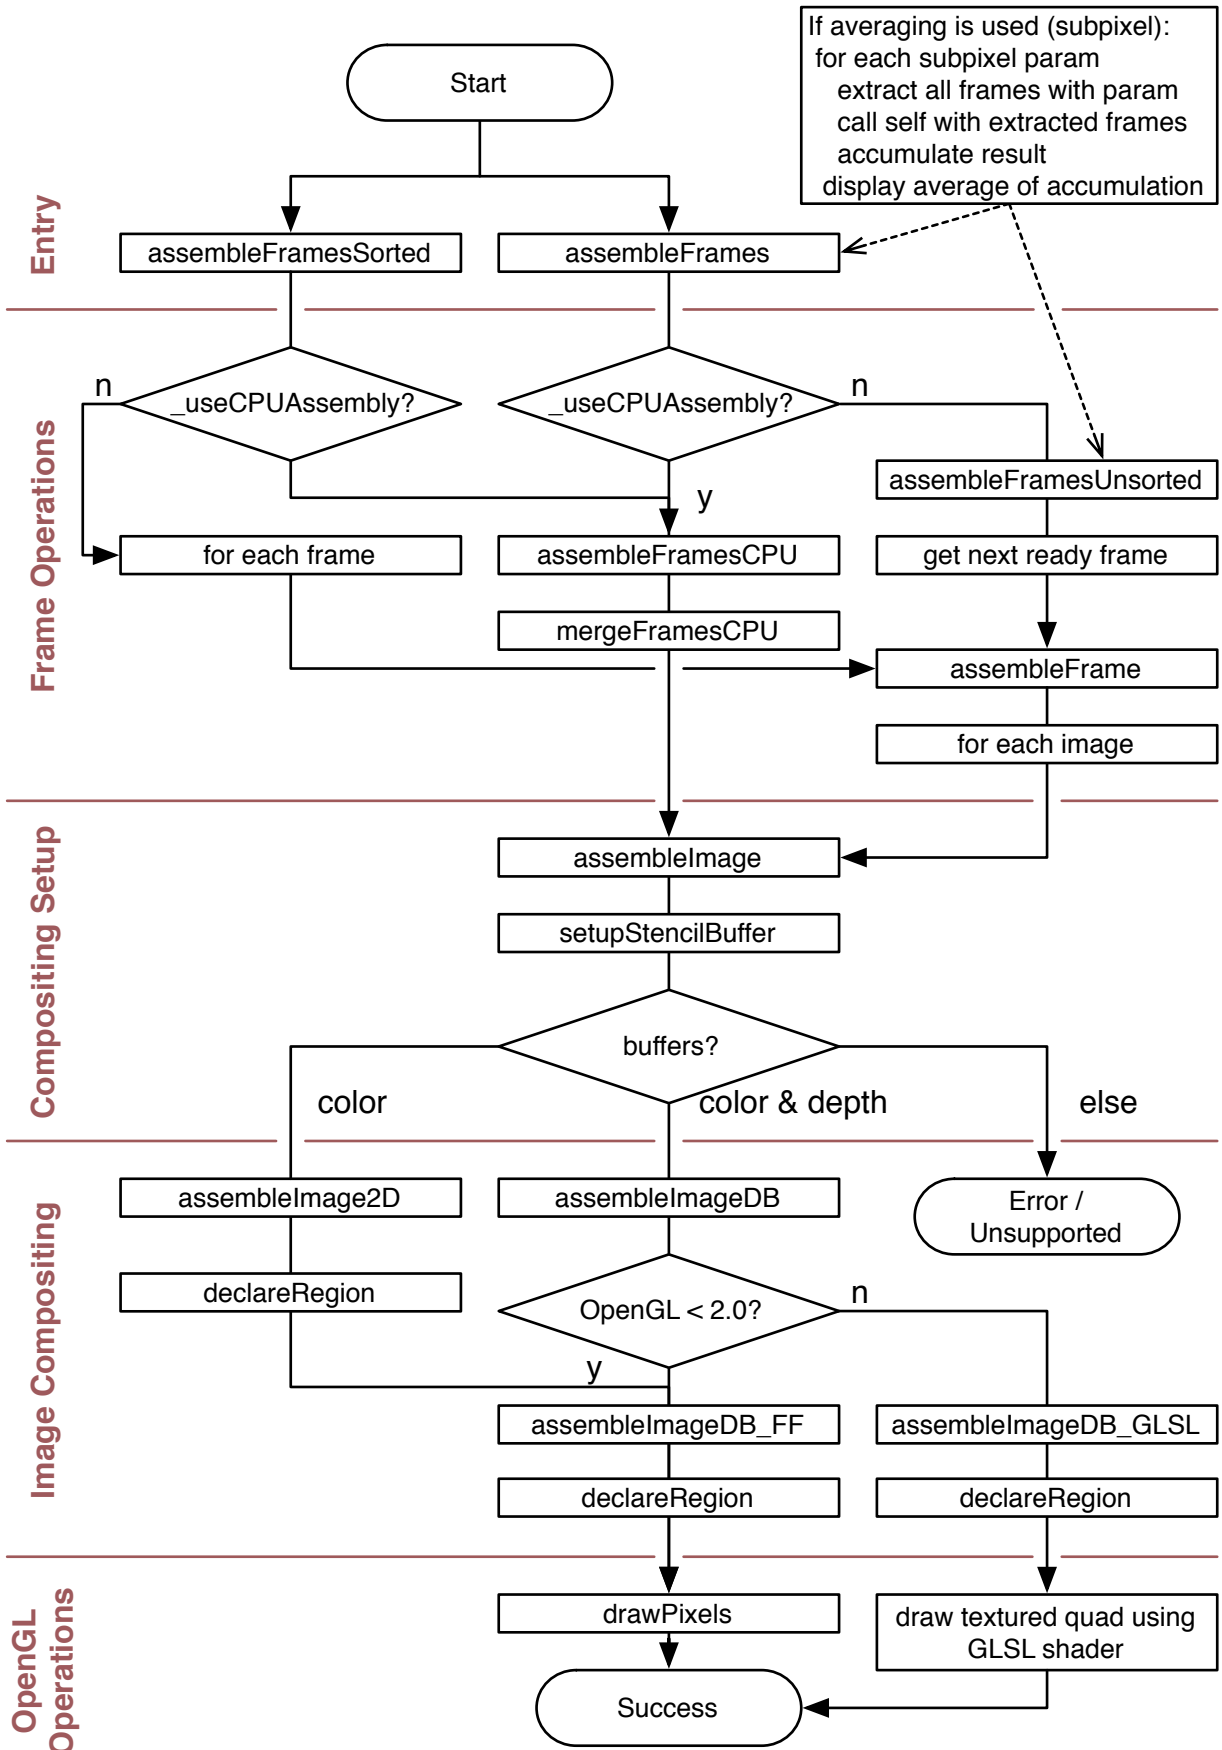 If averaging is used (subpixel):
for each subpixel param
extract all frames with param
call self with extracted frames
accumulate result
display average of accumulation
Start
Entry
assembleFramesSorted
assembleFrames
Frame Operations
n
_useCPUAssembly?
_useCPUAssembly?
n
y
assembleFramesUnsorted
for each frame
assembleFramesCPU
get next ready frame
mergeFramesCPU
assembleFrame
for each image
Compositing Setup
assembleImage
setupStencilBuffer
buffers?
color
color & depth
else
Image Compositing
assembleImage2D
assembleImageDB
Error /
Unsupported
declareRegion
OpenGL < 2.0?
n
y
assembleImageDB_FF
assembleImageDB_GLSL
declareRegion
declareRegion
OpenGL
Operations
drawPixels
draw textured quad using
GLSL shader
Success